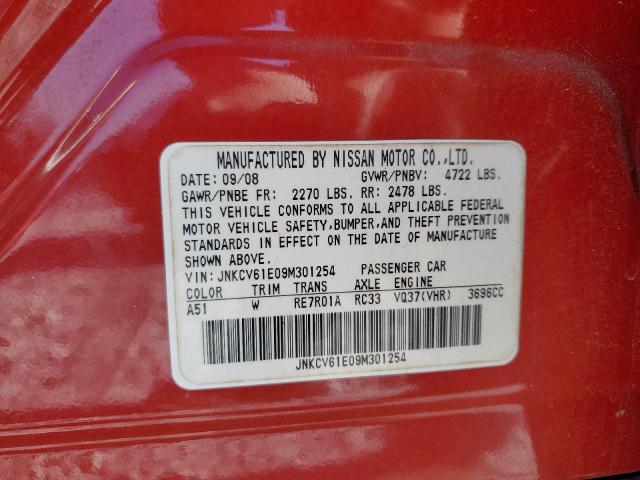 MANUFACTURED BY NISSAN MOTOR CO.,LTD.
DATE: 09/08 GVWR/PNBV: 4722 LBS.
GAWR/PNBE FR: 2270 LBS. RR: 2478 LBS.
THIS VEHICLE CONFORMS TO ALL APPLICABLE FEDERAL
MOTOR VEHICLE SAFETY,BUMPER,AND THEFT PREVENTION
STANDARDS IN EFFECT ON THE DATE OF MANUFACTURE
SHOWN ABOVE.
VIN: JNKCV61E09M301254 PASSENGER CAR
COLOR TRIM TRANS AXLE ENGINE
A51 W RE7R01A RC33 VQ37(VHR) 3696CC
JNKCV61E09M301254